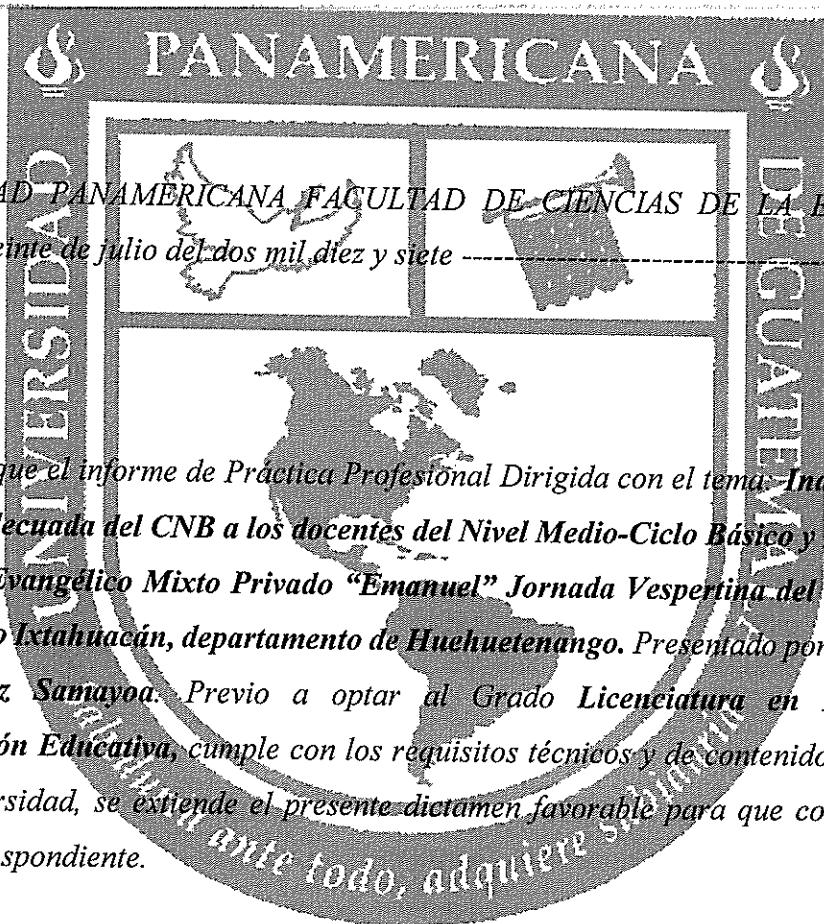 PANAMERICANA
UNIVERSIDAD
DE GUATEMALA
AD PANAMERICANA FACULTAD DE CIENCIAS DE LA E
einte de julio del dos mil diez y siete
que el informe de Práctica Profesional Dirigida con el tema: Ina
decuada del CNB a los docentes del Nivel Medio-Ciclo Básico y
Evangélico Mixto Privado “Emanuel” Jornada Vespertina del
o Ixtahuacán, departamento de Huehuetenango. Presentado por
z Samayoa. Previo a optar al Grado Licenciatura en
ón Educativa, cumple con los requisitos técnicos y de contenido
rsidad, se extiende el presente dictamen favorable para que co
spondiente.
Sabiduría ante todo, adquiere sabiduría